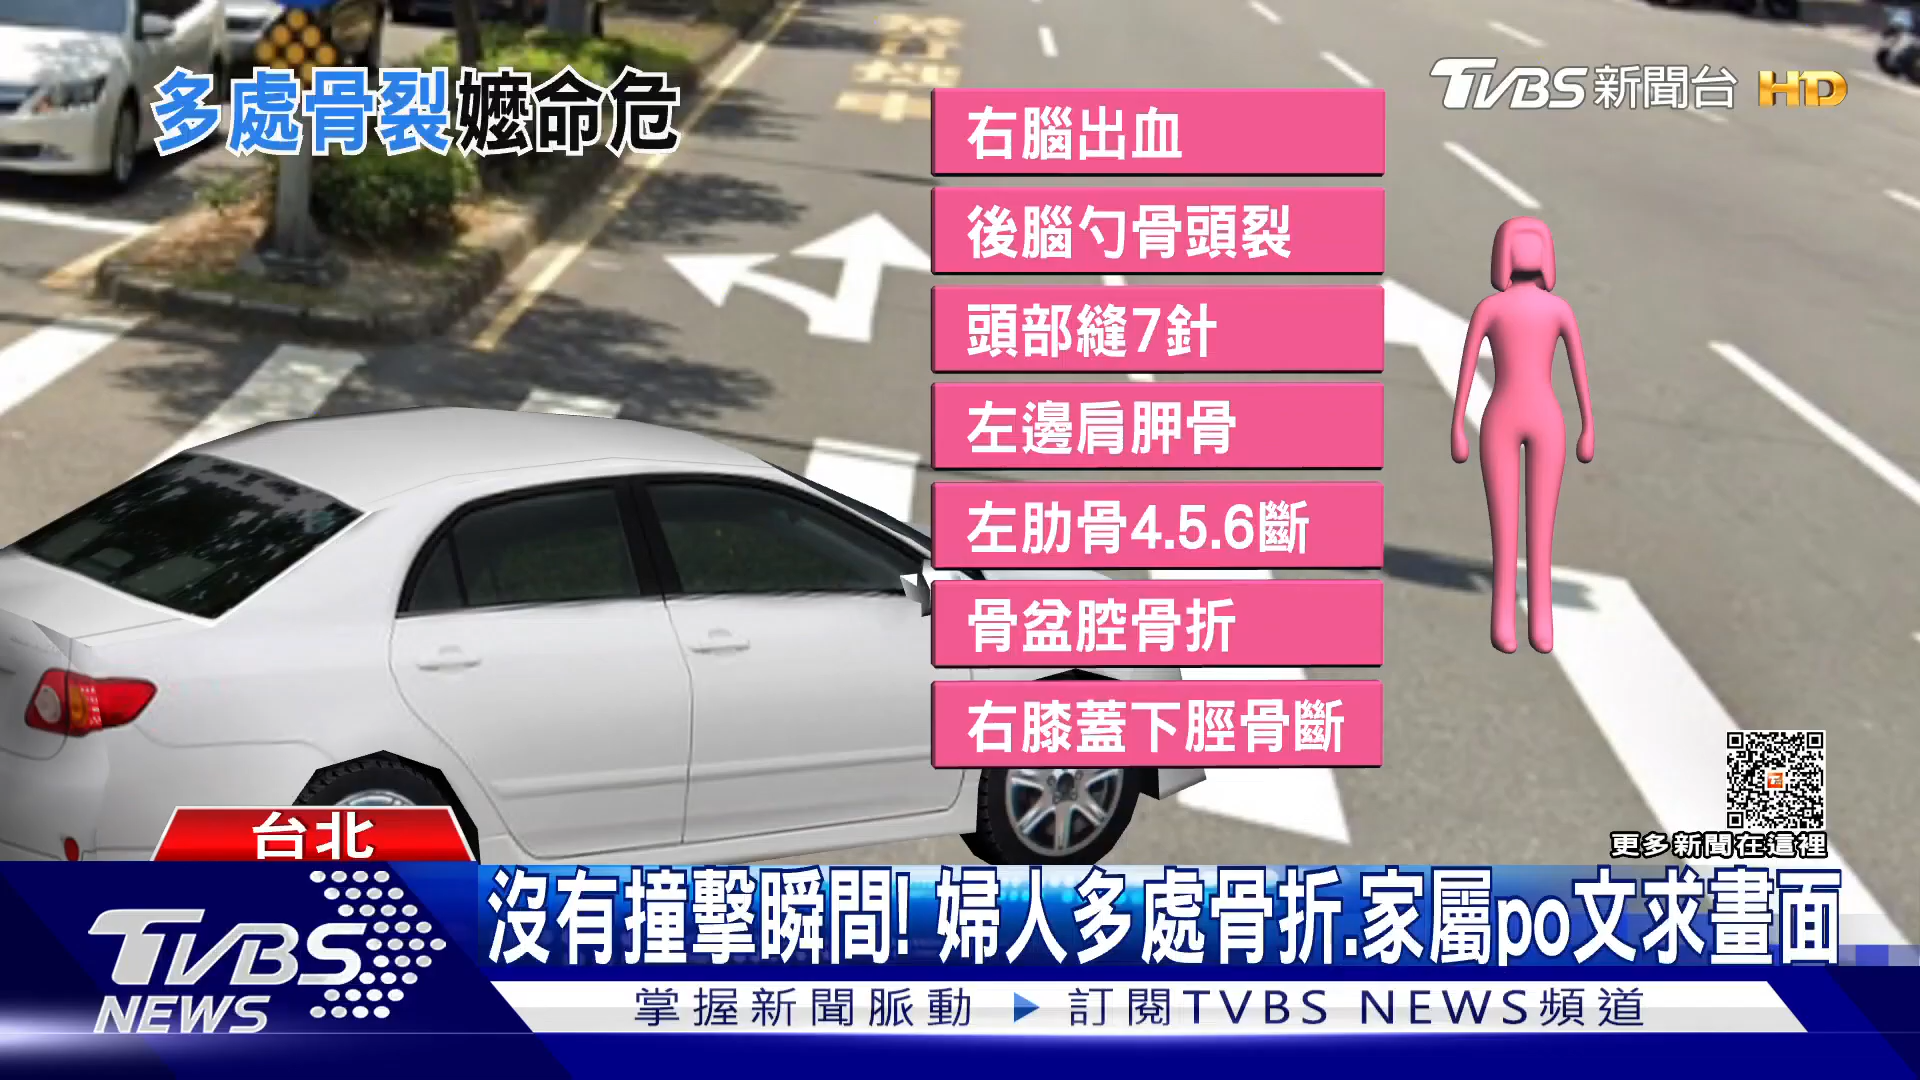 多處骨裂嬤命危
TVBS新聞台 HD
右腦出血
後腦勺骨頭裂
頭部縫7針
左邊肩胛骨
左肋骨4.5.6斷
骨盆腔骨折
右膝蓋下脛骨斷
更多新聞在這裡
台北
沒有撞擊瞬間! 婦人多處骨折.家屬po文求畫面
TVBS
NEWS
掌握新聞脈動 ▶ 訂閱TVBS NEWS頻道